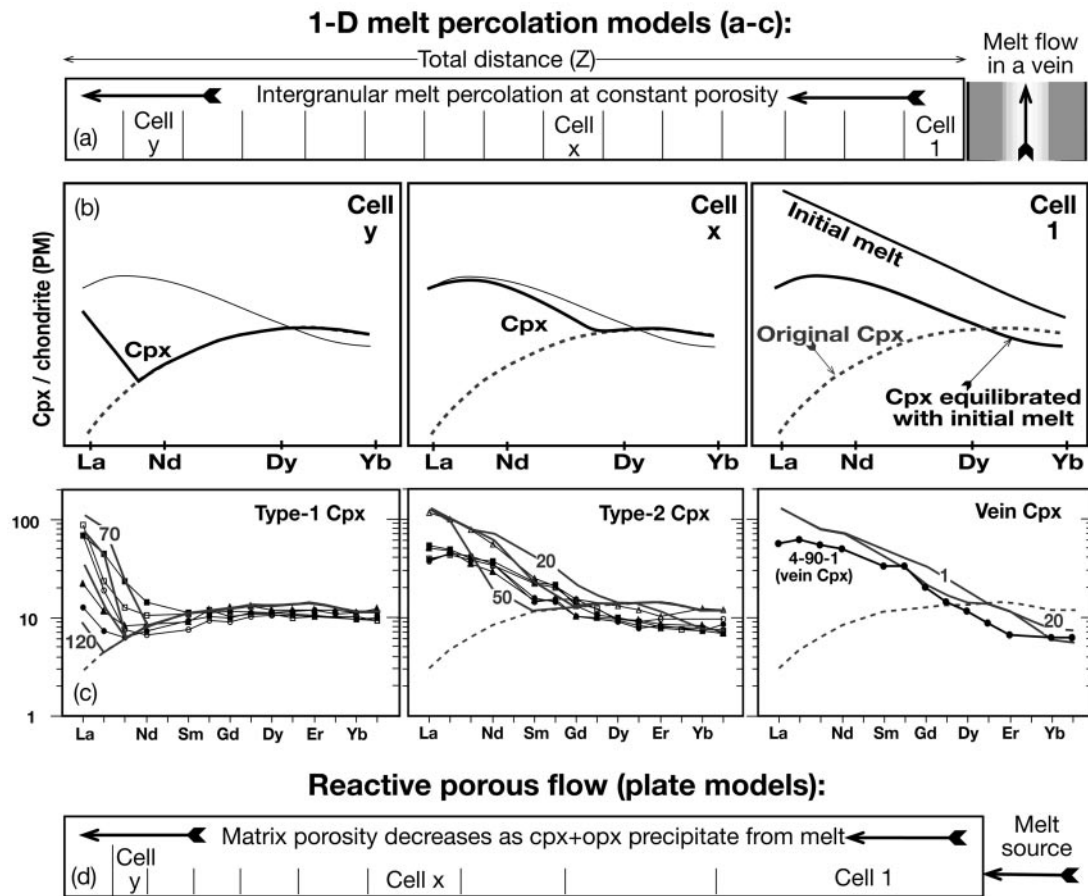 1-D melt percolation models (a-c):
Total distance (Z)
Melt flow
in a vein
Intergranular melt percolation at constant porosity
(a)
Cell
y
Cell
x
Cell
1
(b)
Cpx / chondrite (PM)
Cell
y
Cpx
La Nd Dy Yb
Cell
x
Cpx
La Nd Dy Yb
Cell
1
Initial melt
Original Cpx
Cpx equilibrated
with initial melt
La Nd Dy Yb
100
10
1
Type-1 Cpx
70
120
(c)
La Nd Sm Gd Dy Er Yb
Type-2 Cpx
20
50
La Nd Sm Gd Dy Er Yb
Vein Cpx
4-90-1
(vein Cpx)
1
20
La Nd Sm Gd Dy Er Yb
Reactive porous flow (plate models):
Matrix porosity decreases as cpx+opx precipitate from melt
Melt
source
(d)
Cell
y
Cell x
Cell 1